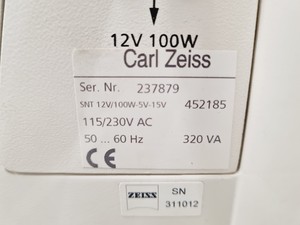 12V 100W
Carl Zeiss
Ser. Nr. 237879
SNT 12V/100W-5V-15V 452185
115/230V AC
50 ... 60 Hz 320 VA
CE
ZEISS SN
311012